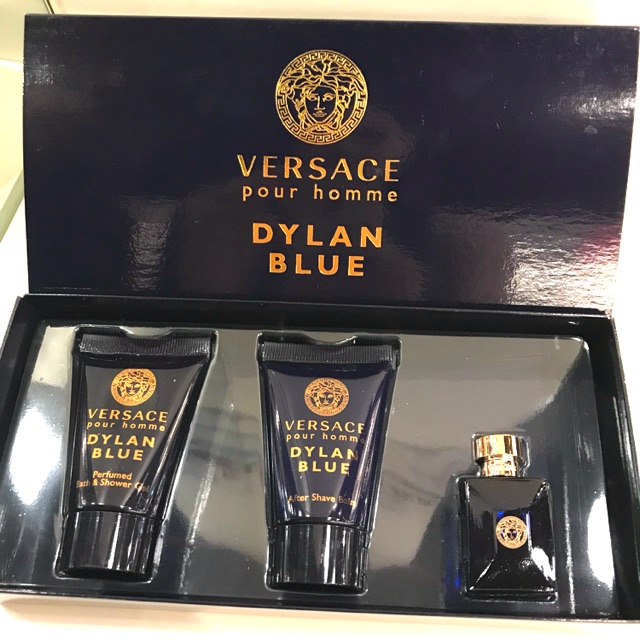 VERSACE
pour homme
DYLAN
BLUE
VERSACE
pour homme
DYLAN
BLUE
Perfumed
Bath & Shower Gel
VERSACE
pour homme
DYLAN
BLUE
After Shave Balm